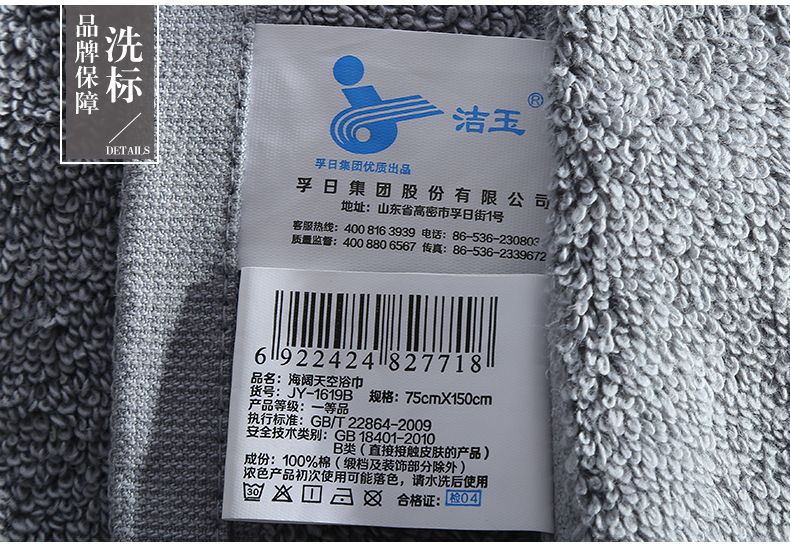 品牌保障
洗标
DETAILS
洁玉®
孚日集团优质出品
孚日集团股份有限公司
地址：山东省高密市孚日街1号
客服热线：400 816 3939 电话：86-536-230803
质量监督：400 880 6567 传真：86-536-2339672
6 922424 827718
品名：海阔天空浴巾
货号：JY-1619B 规格：75cmX150cm
产品等级：一等品
执行标准：GB/T 22864-2009
安全技术类别：GB 18401-2010
B类（直接接触皮肤的产品）
成份：100%棉（缎档及装饰部分除外）
浓色产品初次使用可能落色，请水洗后使用
30 合格证：检04